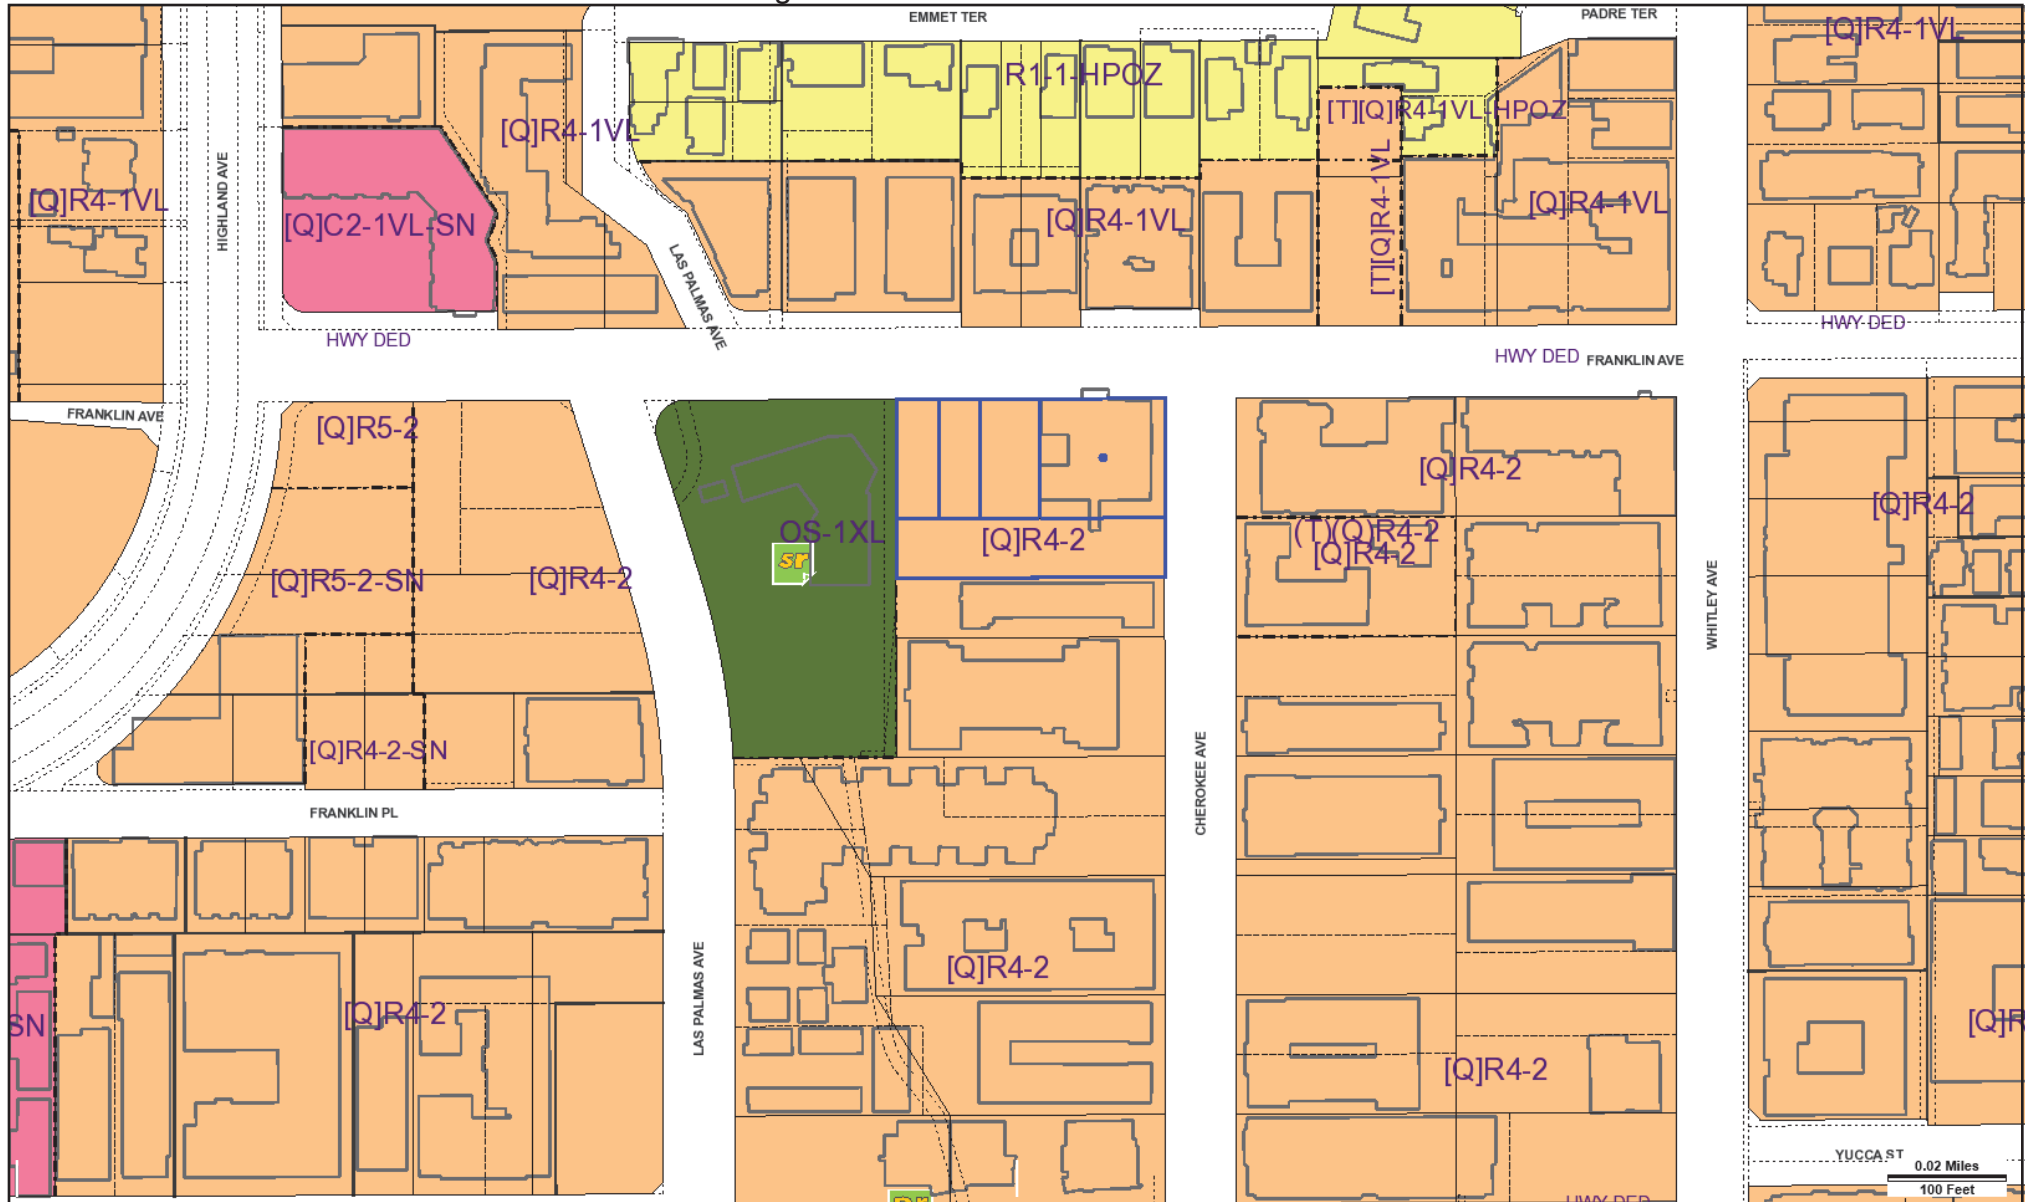 EMMET TER
PADRE TER
[Q]R4-1VL
R1-1-HPOZ
[T][Q]R4-1VL-HPOZ
[Q]R4-1VL
HIGHLAND AVE
[Q]R4-1VL
[Q]C2-1VL-SN
[Q]R4-1VL
[T][Q]R4-1VL
[Q]R4-1VL
LAS PALMAS AVE
HWY DED
HWY DED
HWY DED
FRANKLIN AVE
FRANKLIN AVE
[Q]R5-2
[Q]R4-2
[Q]R4-2
OS-1XL
[Q]R4-2
(T)(Q)R4-2
[Q]R4-2
sr
[Q]R5-2-SN
[Q]R4-2
WHITLEY AVE
[Q]R4-2-SN
CHEROKEE AVE
FRANKLIN PL
LAS PALMAS AVE
[Q]R4-2
SN
[Q]R4-2
[Q]R4-2
[Q]R
YUCCA ST
0.02 Miles
100 Feet
HWY DED